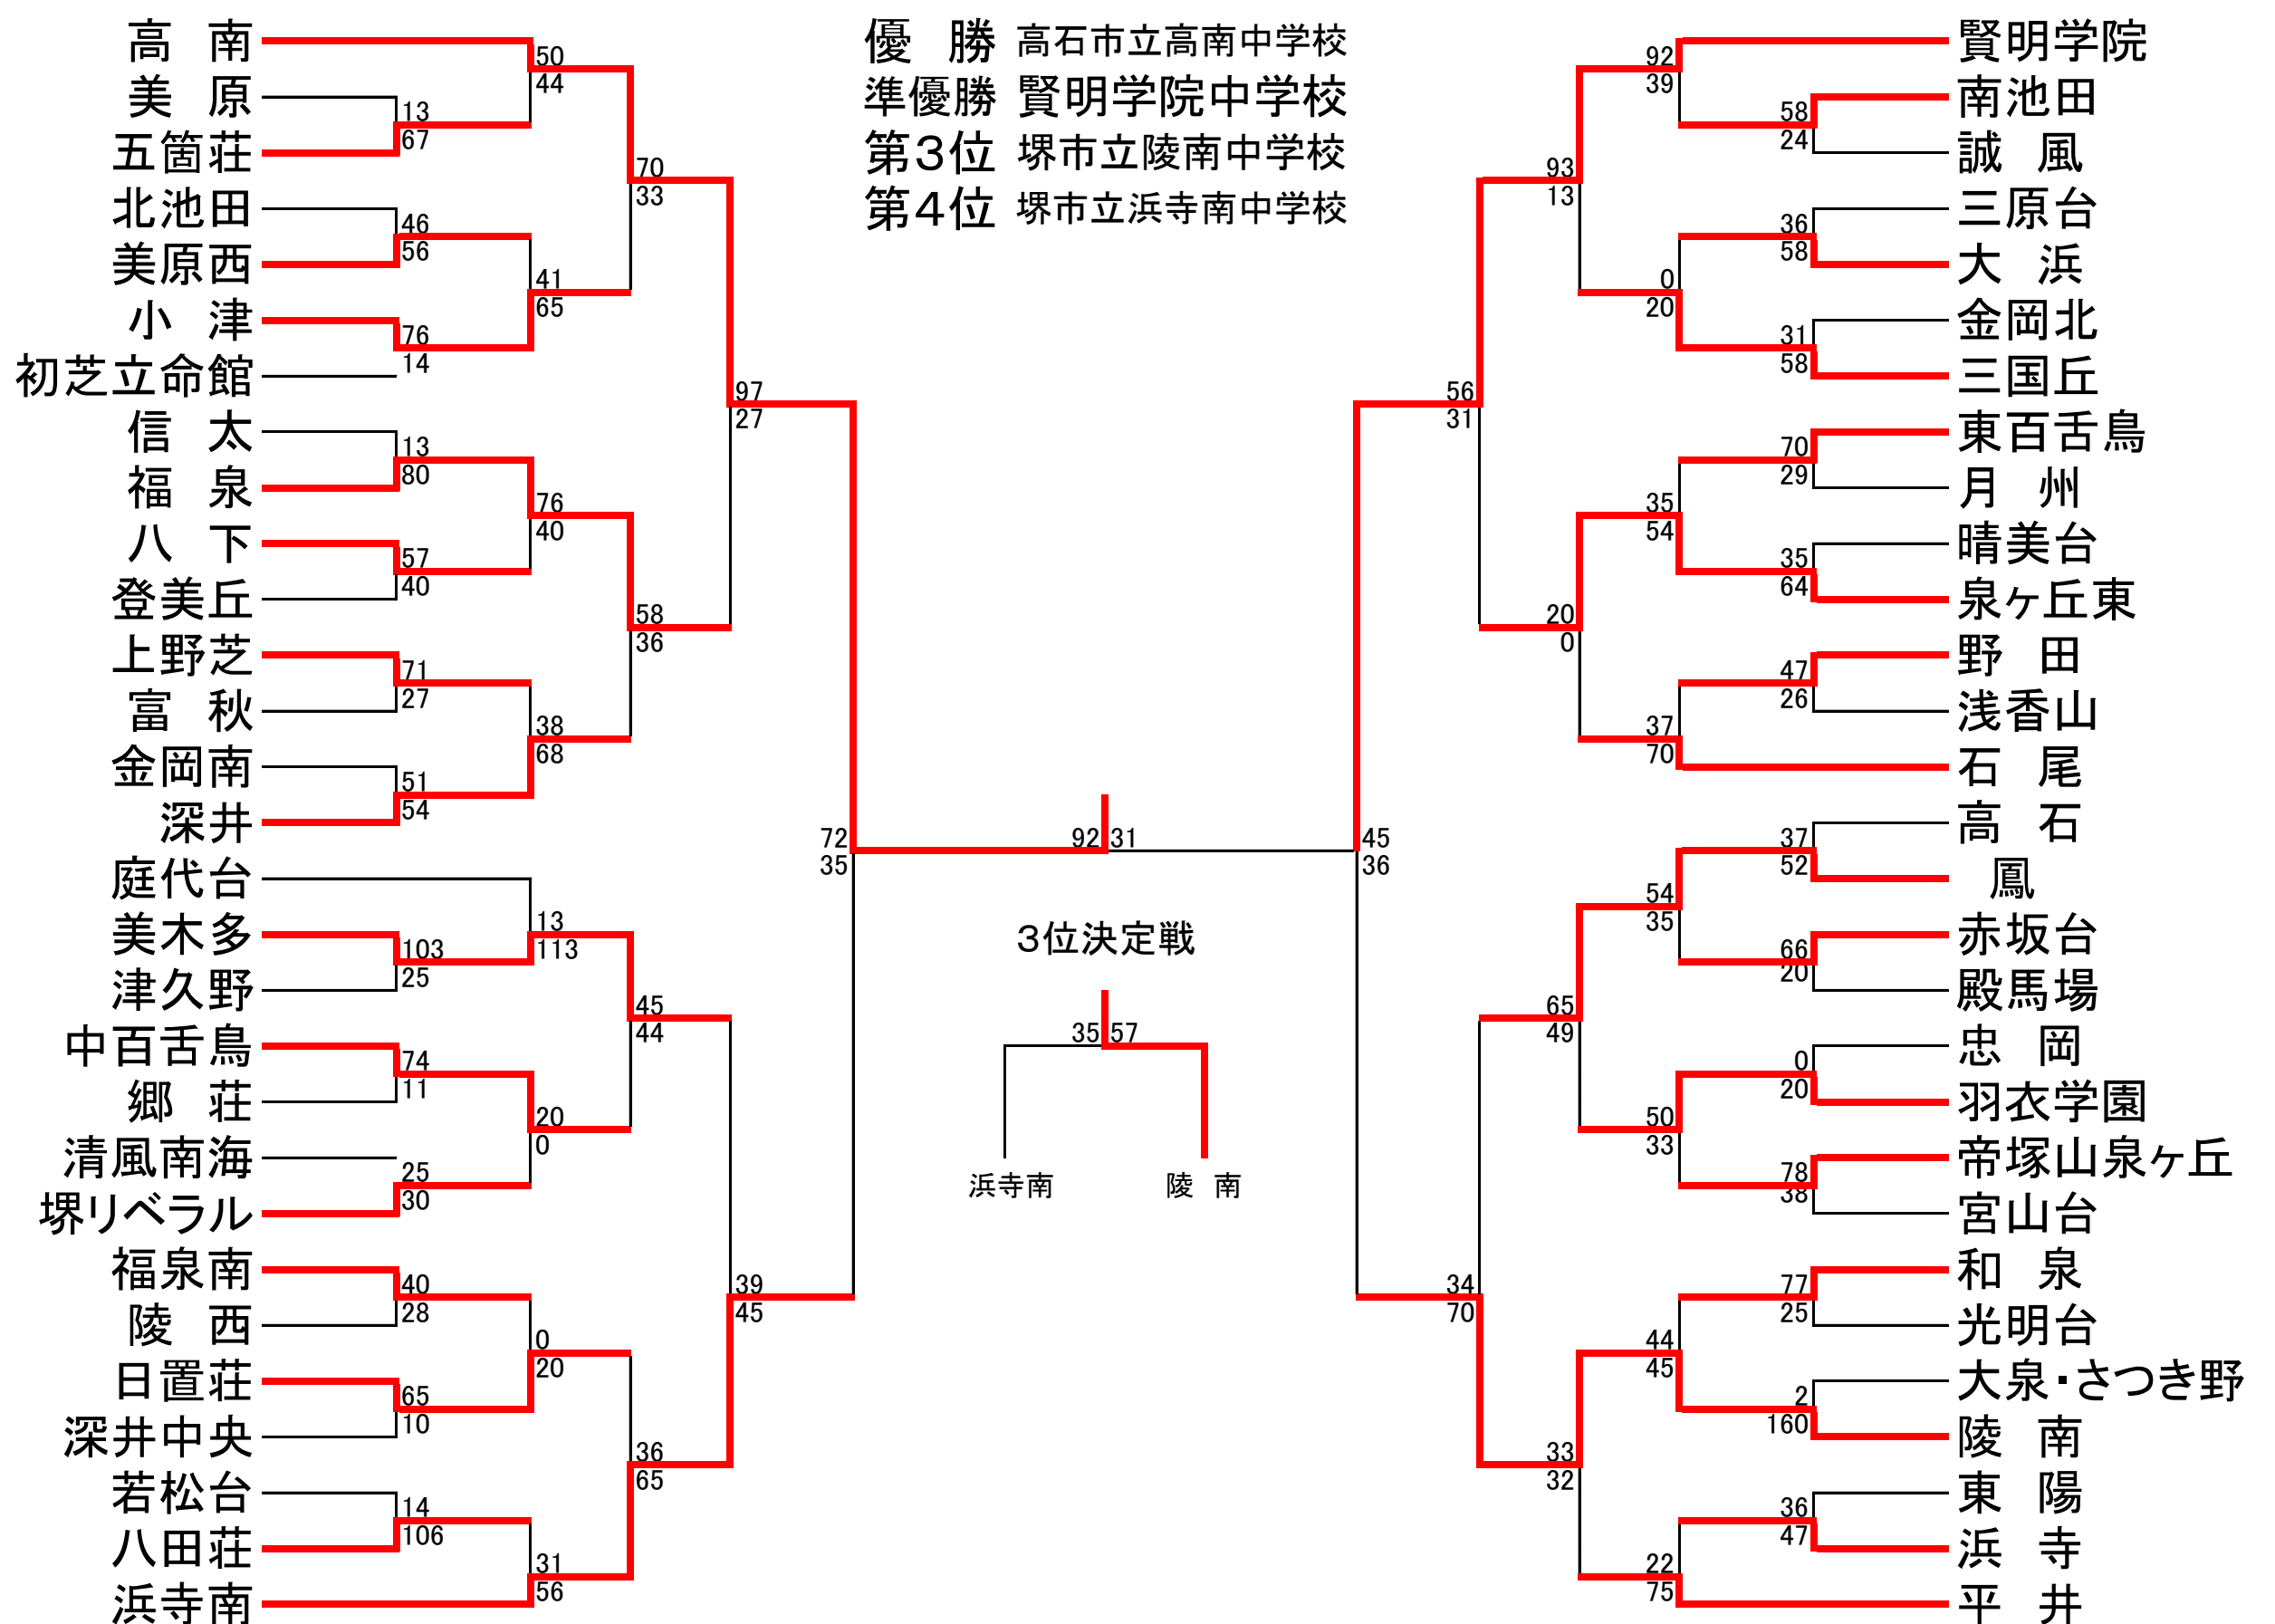 優　勝 高石市立高南中学校
準優勝 賢明学院中学校
第３位 堺市立陵南中学校
第４位 堺市立浜寺南中学校
高　南
美　原
五箇荘
北池田
美原西
小　津
初芝立命館
信　太
福　泉
八　下
登美丘
上野芝
富　秋
金岡南
深井
庭代台
美木多
津久野
中百舌鳥
郷　荘
清風南海
堺リベラル
福泉南
陵　西
日置荘
深井中央
若松台
八田荘
浜寺南
13
67
46
56
76
14
13
80
57
40
71
27
51
54
103
25
74
11
25
30
40
28
65
10
14
106
50
44
41
65
76
40
38
68
13
113
20
0
0
20
31
56
70
33
58
36
45
44
36
65
97
27
39
45
72
35
92 31
45
36
３位決定戦
35 57
浜寺南
陵　南
56
31
34
70
93
13
20
0
65
49
33
32
92
39
0
20
35
54
37
70
54
35
50
33
44
45
22
75
58
24
36
58
31
58
70
29
35
64
47
26
37
52
66
20
0
20
78
38
77
25
2
160
36
47
賢明学院
南池田
誠　風
三原台
大　浜
金岡北
三国丘
東百舌鳥
月　州
晴美台
泉ヶ丘東
野　田
浅香山
石　尾
高　石
鳳
赤坂台
殿馬場
忠　岡
羽衣学園
帝塚山泉ヶ丘
宮山台
和　泉
光明台
大泉・さつき野
陵　南
東　陽
浜　寺
平　井